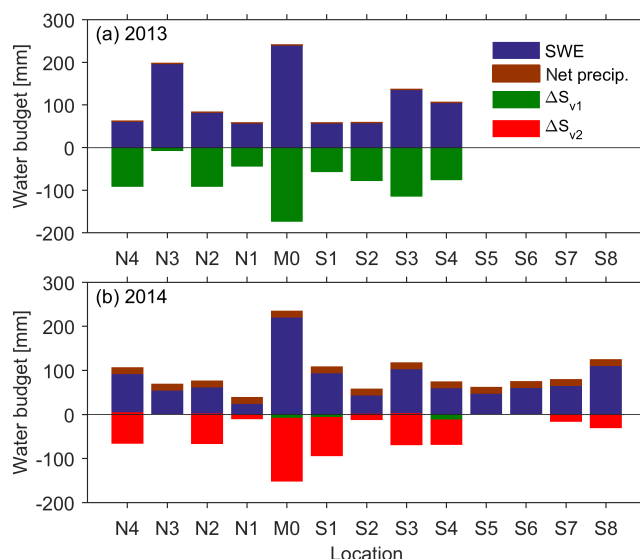 300
(a) 2013
SWE
200
Net precip.
100
ΔSv1
0
ΔSv2
-100
-200
Water budget [mm]
N4 N3 N2 N1 M0 S1 S2 S3 S4 S5 S6 S7 S8
300
(b) 2014
200
100
0
-100
-200
Water budget [mm]
N4 N3 N2 N1 M0 S1 S2 S3 S4 S5 S6 S7 S8
Location